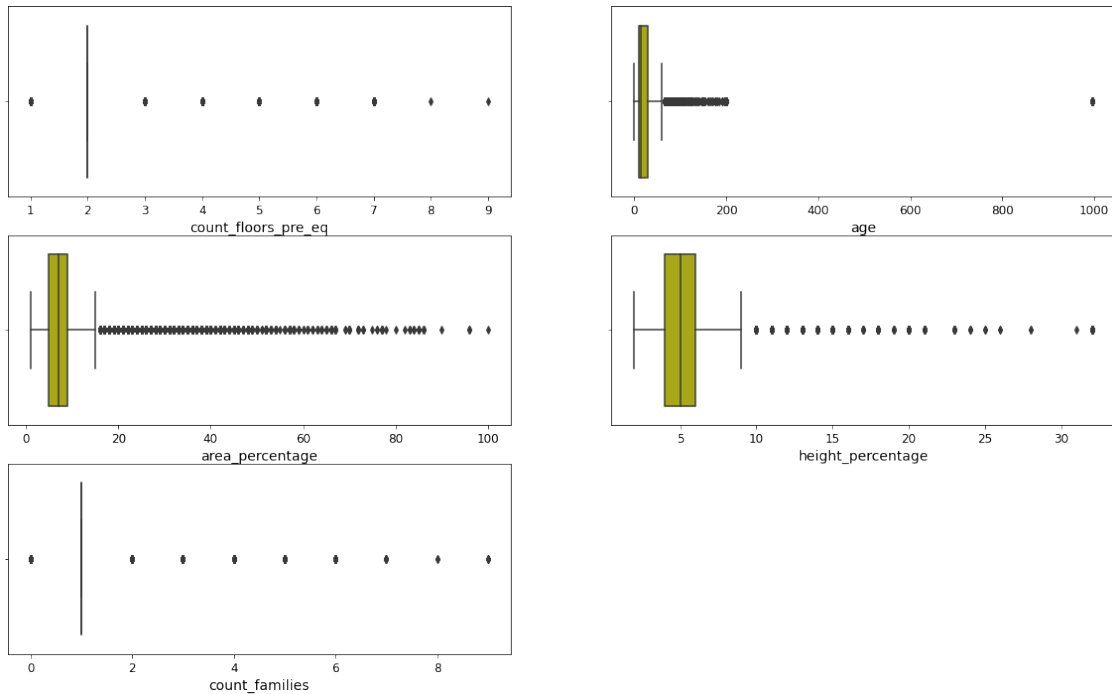 1 2 3 4 5 6 7 8 9
count_floors_pre_eq
0 200 400 600 800 1000
age
0 20 40 60 80 100
area_percentage
5 10 15 20 25 30
height_percentage
0 2 4 6 8
count_families